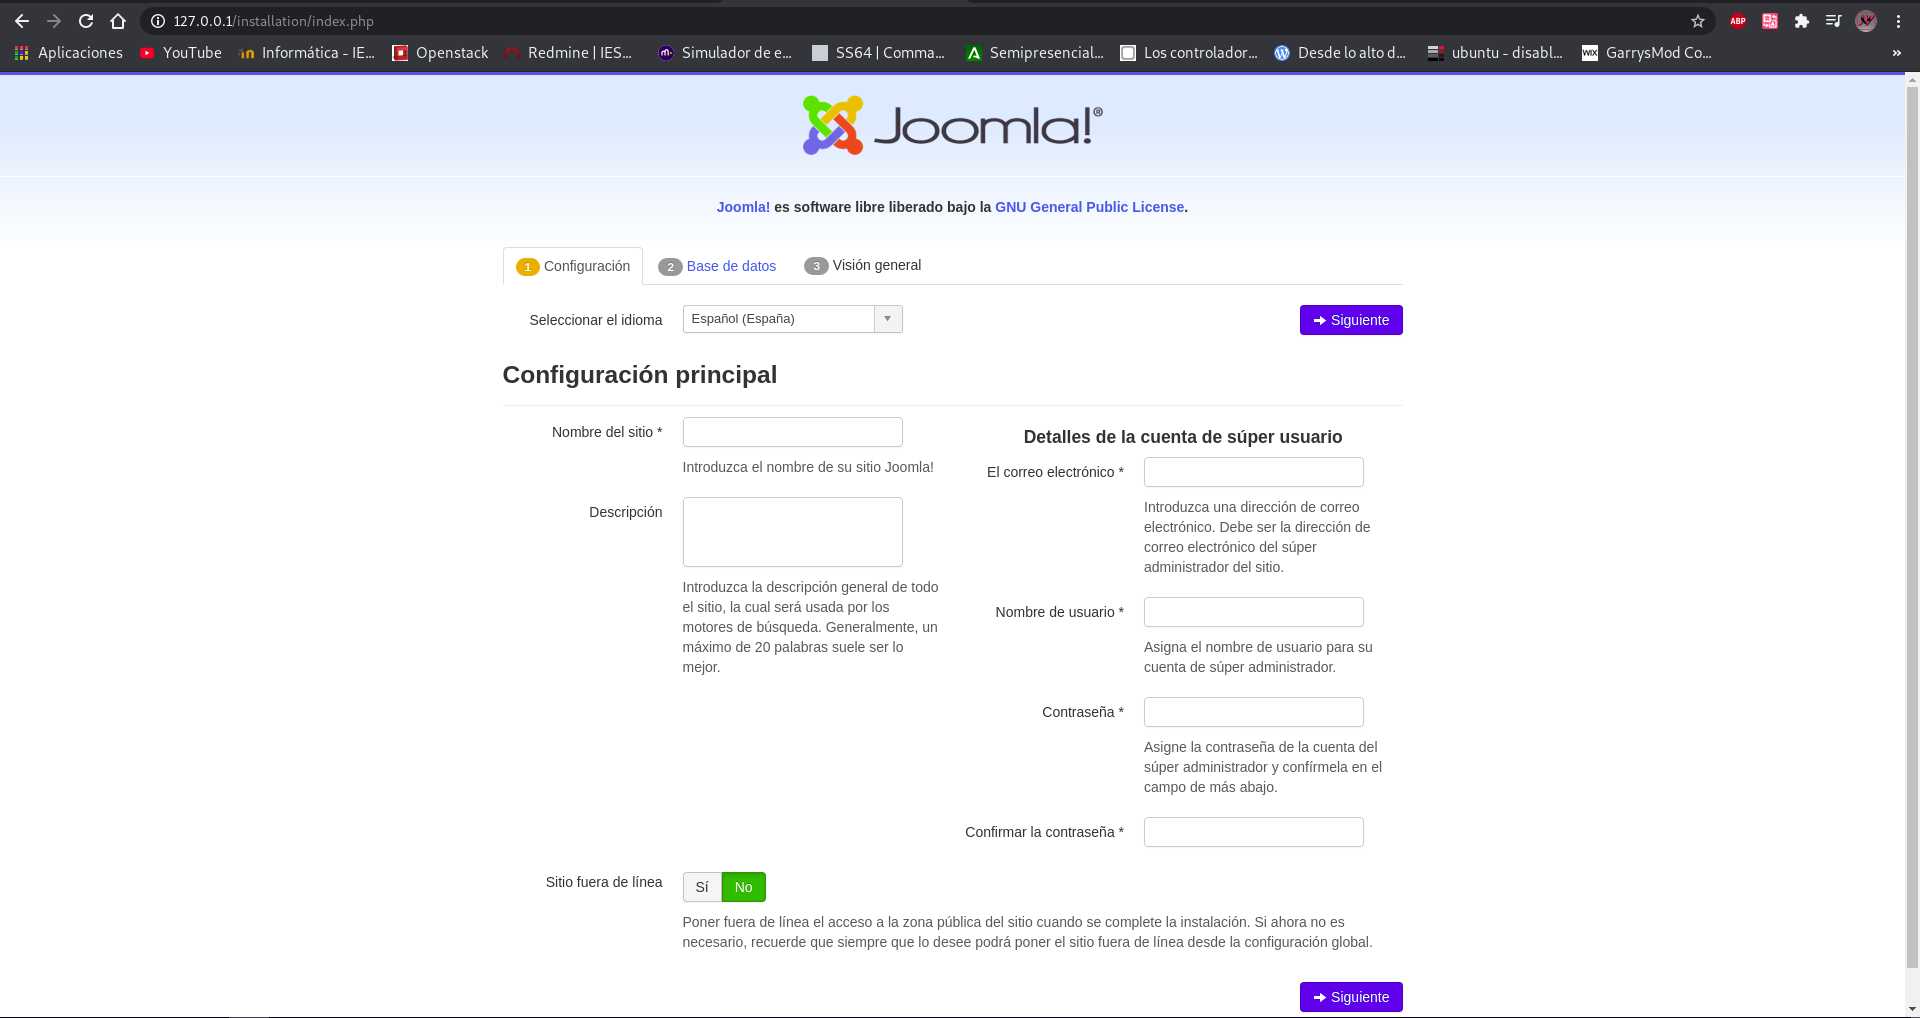 127.0.0.1/installation/index.php
ABP
Aplicaciones YouTube Informática - IE... Openstack Redmine | IES... Simulador de e... SS64 | Comma... Semipresencial... Los controlador... Desde lo alto d... ubuntu - disabl... WIX GarrysMod Co... »
Joomla!®
Joomla! es software libre liberado bajo la GNU General Public License.
1 Configuración 2 Base de datos 3 Visión general
Seleccionar el idioma Español (España) Siguiente
Configuración principal
Nombre del sitio *
Introduzca el nombre de su sitio Joomla!
Descripción
Introduzca la descripción general de todo
el sitio, la cual será usada por los
motores de búsqueda. Generalmente, un
máximo de 20 palabras suele ser lo
mejor.
Detalles de la cuenta de súper usuario
El correo electrónico *
Introduzca una dirección de correo
electrónico. Debe ser la dirección de
correo electrónico del súper
administrador del sitio.
Nombre de usuario *
Asigna el nombre de usuario para su
cuenta de súper administrador.
Contraseña *
Asigne la contraseña de la cuenta del
súper administrador y confírmela en el
campo de más abajo.
Confirmar la contraseña *
Sitio fuera de línea Sí No
Poner fuera de línea el acceso a la zona pública del sitio cuando se complete la instalación. Si ahora no es
necesario, recuerde que siempre que lo desee podrá poner el sitio fuera de línea desde la configuración global.
Siguiente